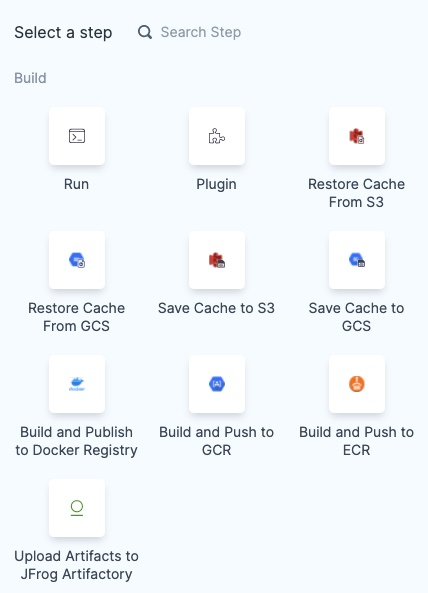 Select a step
Search Step
Build
Run
Plugin
Restore Cache
From S3
Restore Cache
From GCS
Save Cache to S3
Save Cache to
GCS
docker
Build and Publish
to Docker Registry
Build and Push to
GCR
Build and Push to
ECR
Upload Artifacts to
JFrog Artifactory